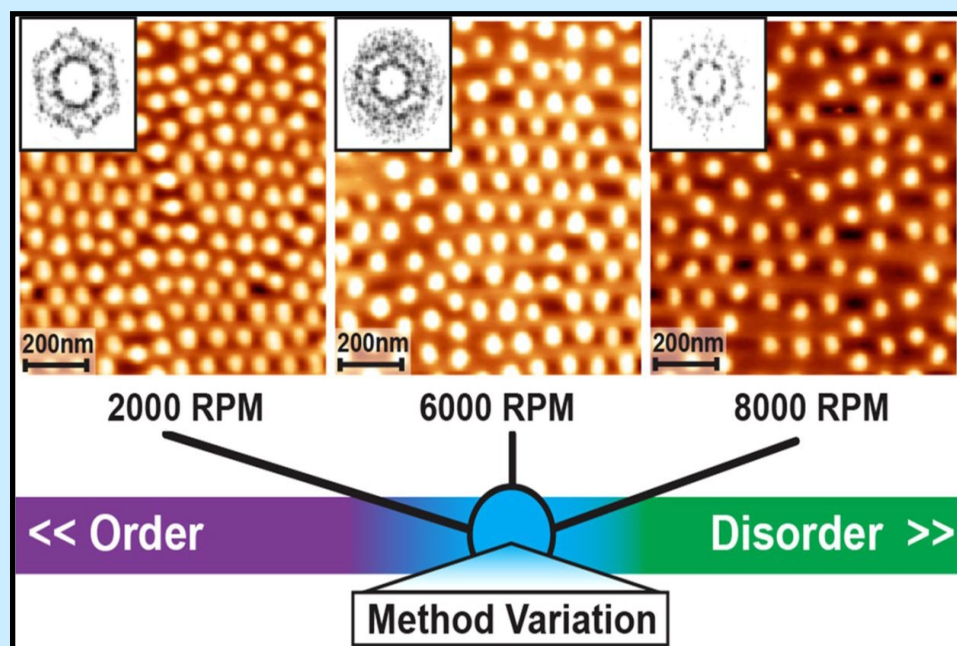 200nm 200nm 200nm
2000 RPM 6000 RPM 8000 RPM
<< Order Disorder >>
Method Variation